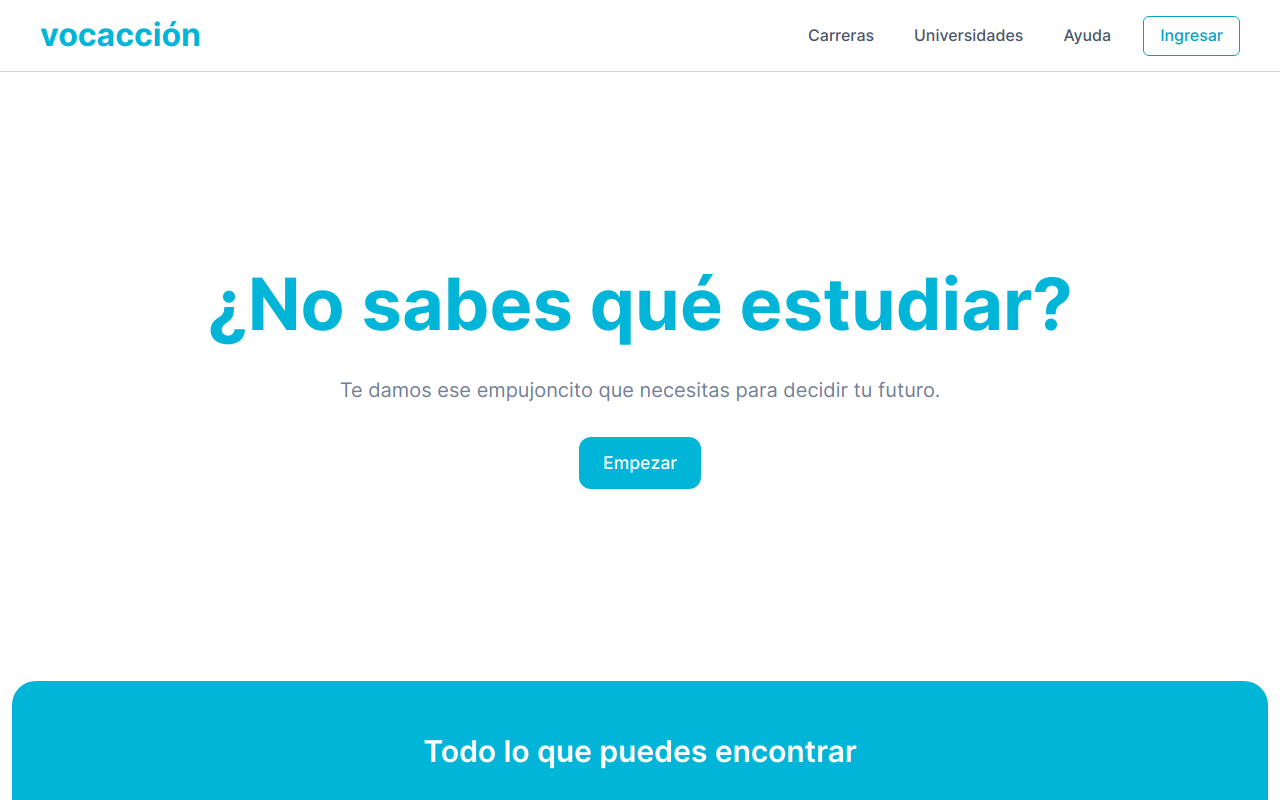 vocacción
Carreras
Universidades
Ayuda
Ingresar
¿No sabes qué estudiar?
Te damos ese empujoncito que necesitas para decidir tu futuro.
Empezar
Todo lo que puedes encontrar